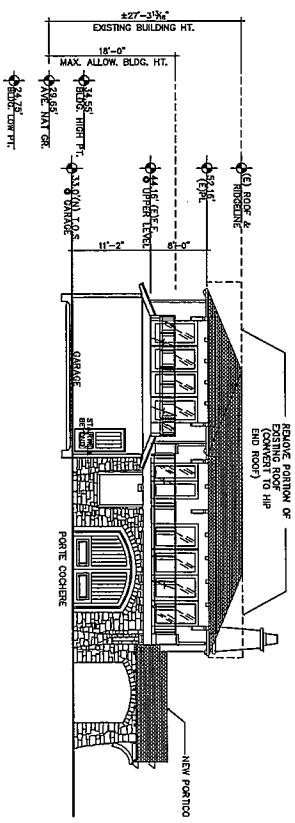 ±27'-3 1³⁄₁₆"
EXISTING BUILDING HT.
18'-0"
MAX. ALLOW. BLDG. HT.
34.55'
BLDG. HIGH PT.
29.65'
AVE. NAT GR.
24.75'
BLDG LOW PT.
(E) ROOF &
RIDGELINE
52.16'
(E)PL
44.16' (E)F.F.
@ UPPER LEVEL
33.0'(N) T.O.S.
@ GARAGE
8'-0"
11'-2"
REMOVE PORTION OF
EXISTING ROOF
(CONVERT TO HIP
END ROOF)
GARAGE
PORTE COCHERE
NEW PORTICO